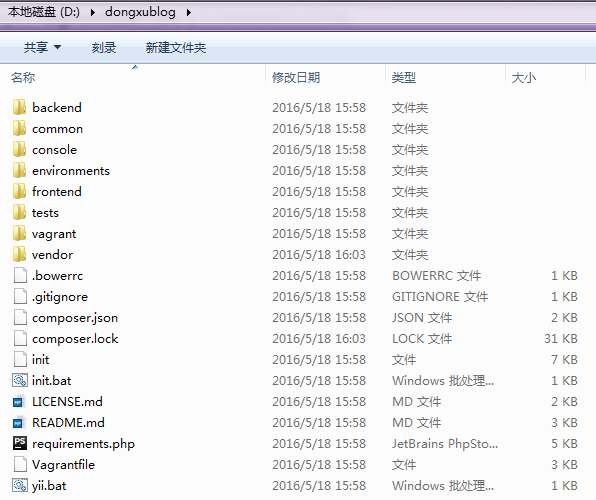 本地磁盘 (D:) dongxublog
共享 刻录 新建文件夹
名称 修改日期 类型 大小
backend 2016/5/18 15:58 文件夹
common 2016/5/18 15:58 文件夹
console 2016/5/18 15:58 文件夹
environments 2016/5/18 15:58 文件夹
frontend 2016/5/18 15:58 文件夹
tests 2016/5/18 15:58 文件夹
vagrant 2016/5/18 15:58 文件夹
vendor 2016/5/18 16:03 文件夹
.bowerrc 2016/5/18 15:58 BOWERRC 文件 1 KB
.gitignore 2016/5/18 15:58 GITIGNORE 文件 1 KB
composer.json 2016/5/18 15:58 JSON 文件 2 KB
composer.lock 2016/5/18 16:03 LOCK 文件 31 KB
init 2016/5/18 15:58 文件 7 KB
init.bat 2016/5/18 15:58 Windows 批处理... 1 KB
LICENSE.md 2016/5/18 15:58 MD 文件 2 KB
README.md 2016/5/18 15:58 MD 文件 3 KB
PS requirements.php 2016/5/18 15:58 JetBrains PhpSto... 5 KB
Vagrantfile 2016/5/18 15:58 文件 3 KB
yii.bat 2016/5/18 15:58 Windows 批处理... 1 KB